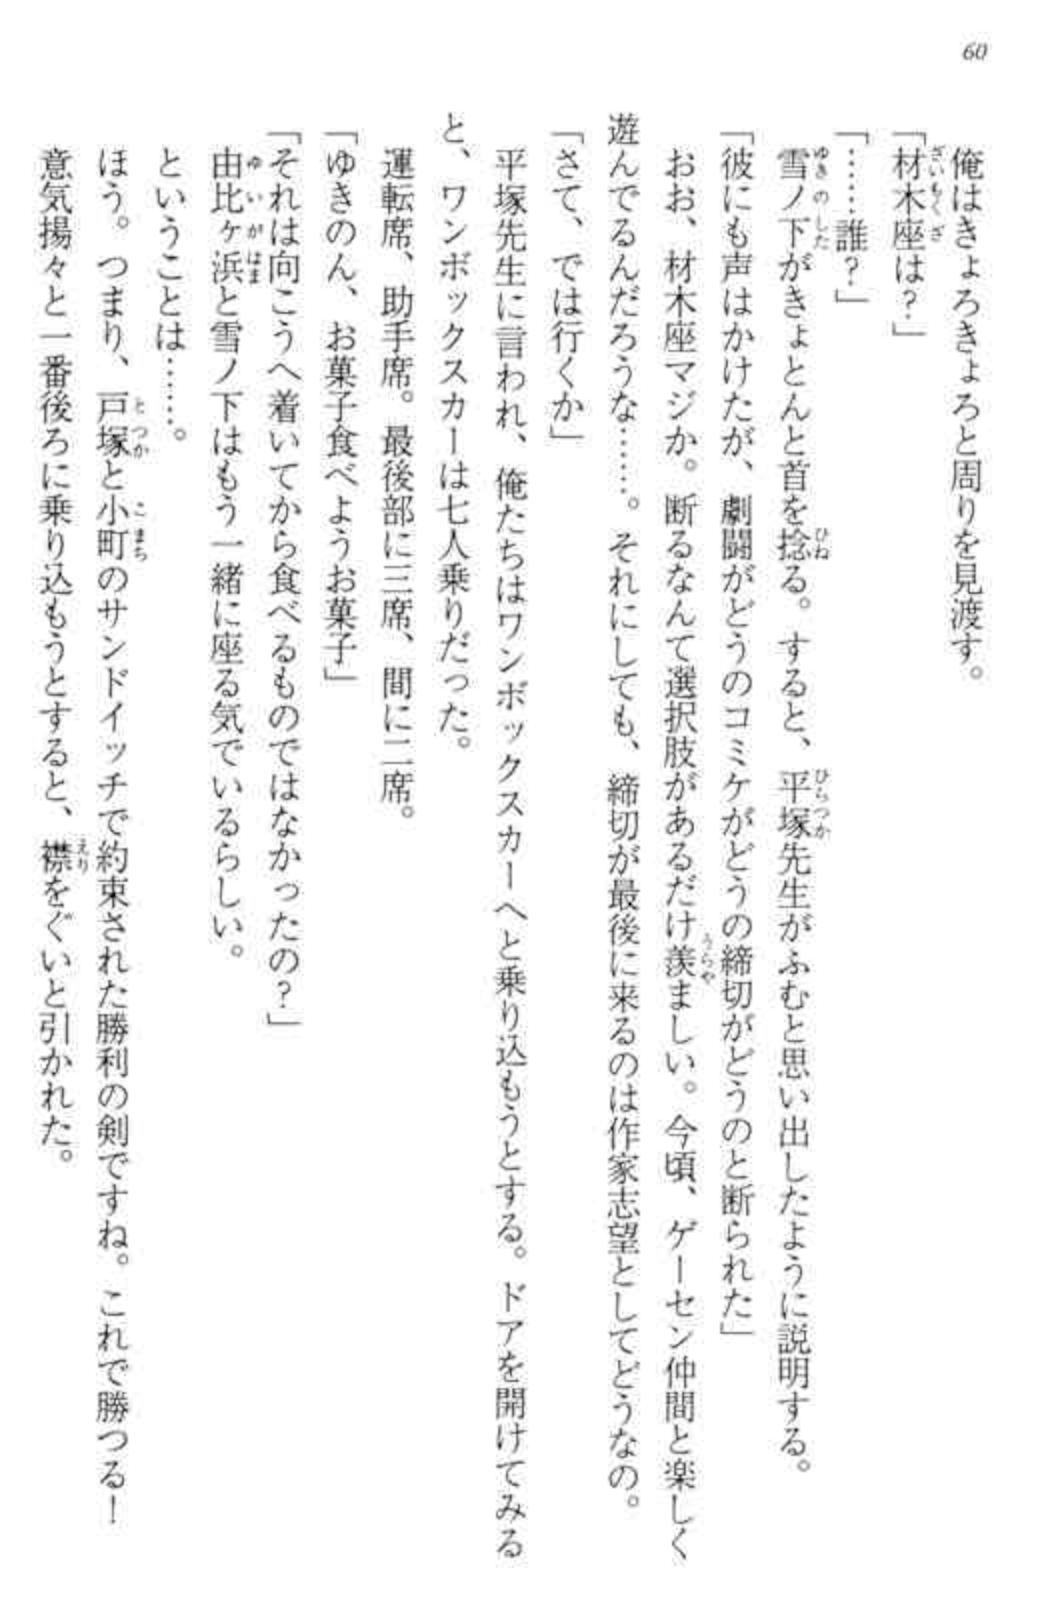 60
俺はきょろきょろと周りを見渡す。
「材木座は？」
「……誰？」
雪ノ下がきょとんと首を捻る。すると、平塚先生がふむと思い出したように説明する。
「彼にも声はかけたが、劇闘がどうのコミケがどうの締切がどうのと断られた」
おお、材木座マジか。断るなんて選択肢があるだけ羨ましい。今頃、ゲーセン仲間と楽しく
遊んでるんだろうな……。それにしても、締切が最後に来るのは作家志望としてどうなの。
「さて、では行くか」
平塚先生に言われ、俺たちはワンボックスカーへと乗り込もうとする。ドアを開けてみる
と、ワンボックスカーは七人乗りだった。
運転席、助手席。最後部に三席、間に二席。
「ゆきのん、お菓子食べようお菓子」
「それは向こうへ着いてから食べるものではなかったの？」
由比ヶ浜と雪ノ下はもう一緒に座る気でいるらしい。
ということは……。
ほう。つまり、戸塚と小町のサンドイッチで約束された勝利の剣ですね。これで勝つる！
意気揚々と一番後ろに乗り込もうとすると、襟をぐいと引かれた。